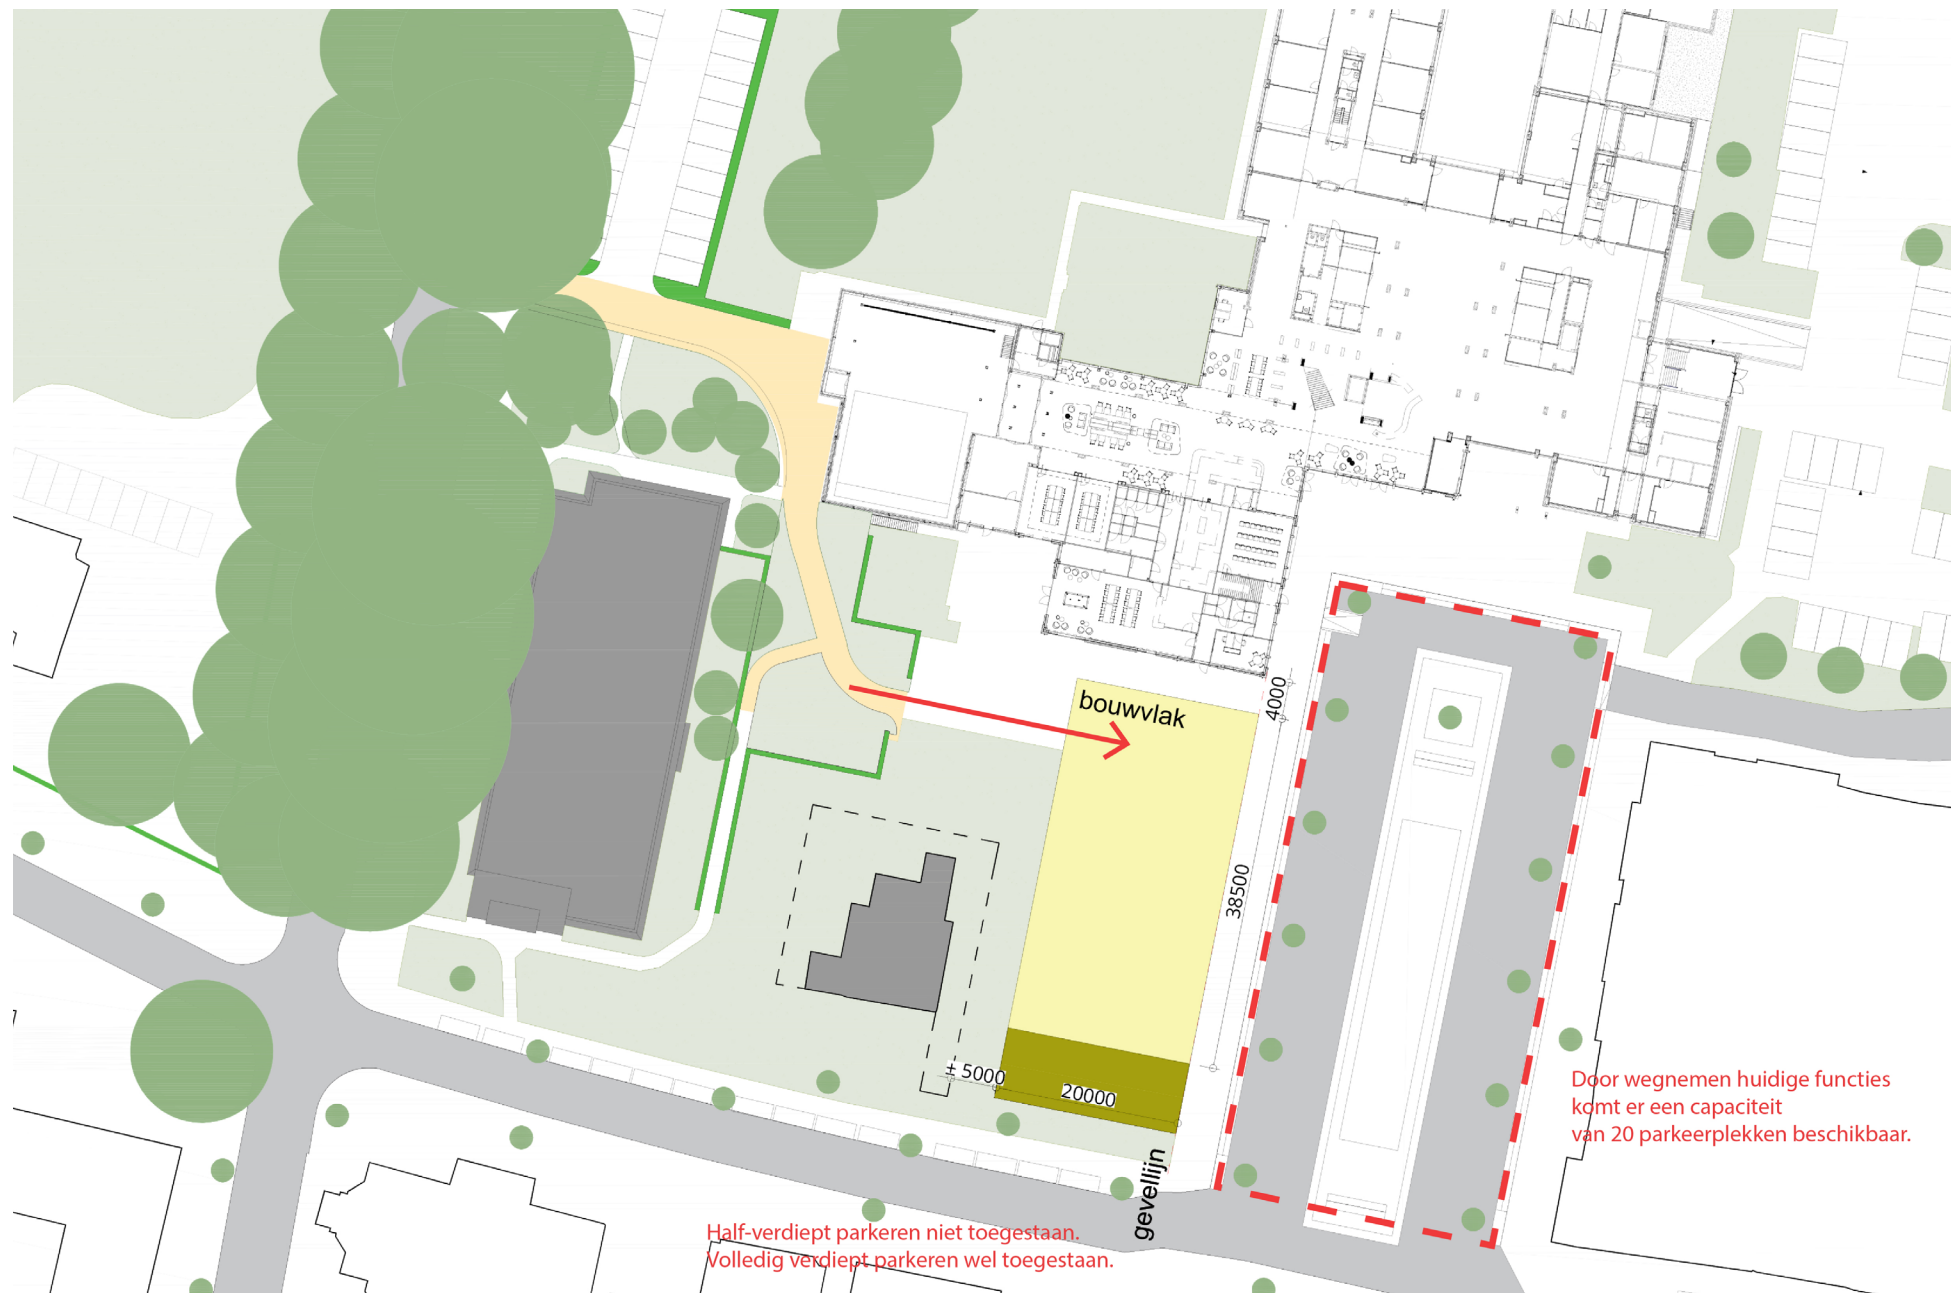 bouwvlak
4000
38500
± 5000
20000
gevellijn
Door wegnemen huidige functies
komt er een capaciteit
van 20 parkeerplekken beschikbaar.
Half-verdiept parkeren niet toegestaan.
Volledig verdiept parkeren wel toegestaan.